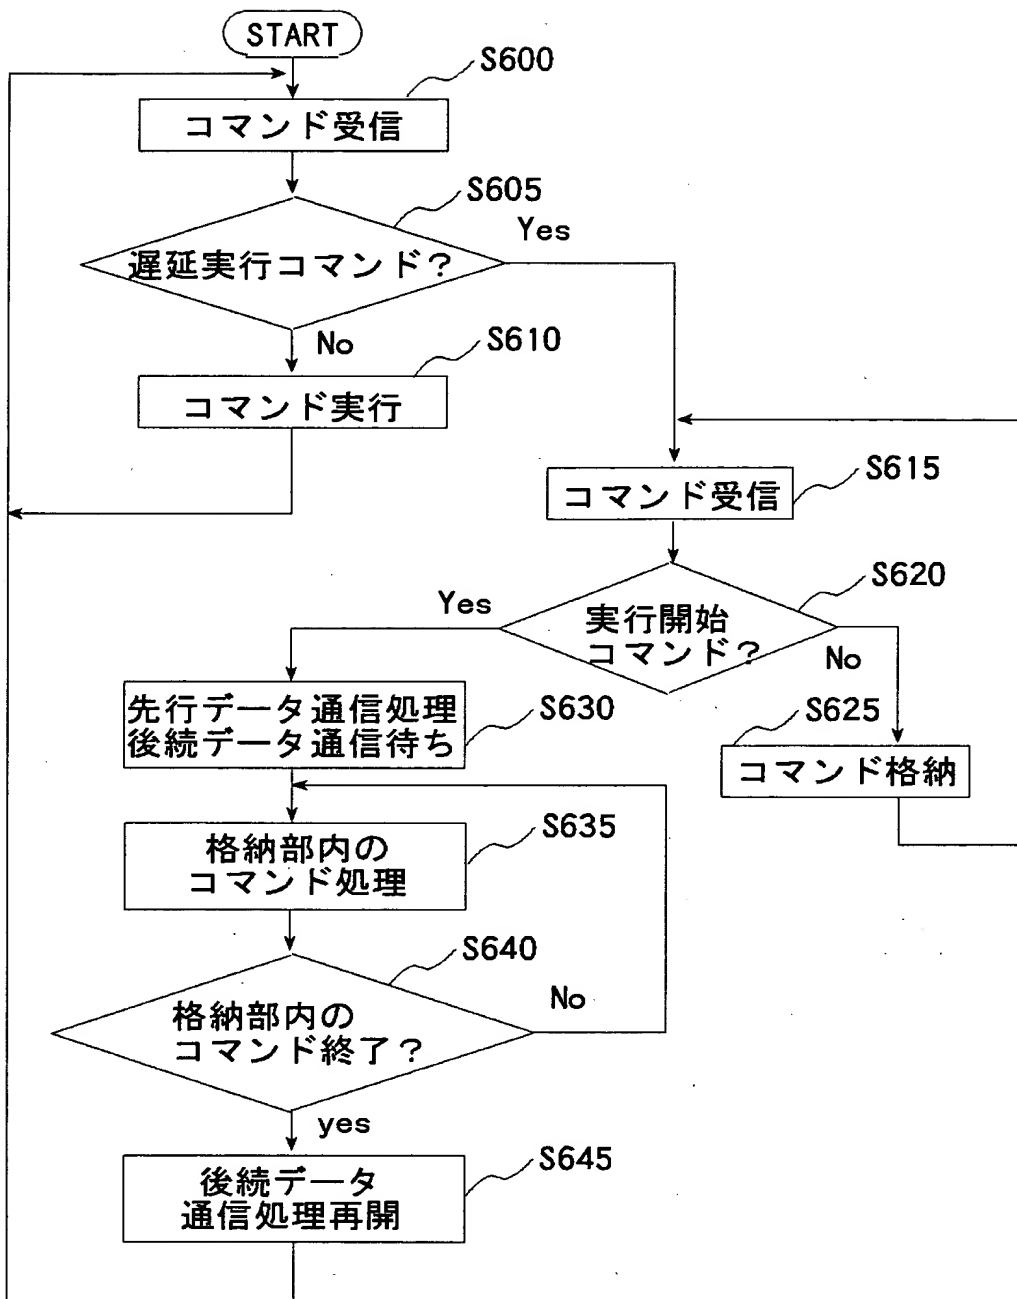 START
S600
コマンド受信
S605
Yes
遅延実行コマンド?
No
S610
コマンド実行
S615
コマンド受信
S620
Yes
実行開始
コマンド?
No
S625
先行データ通信処理
後続データ通信待ち
S630
コマンド格納
S635
格納部内の
コマンド処理
S640
No
格納部内の
コマンド終了?
yes
S645
後続データ
通信処理再開